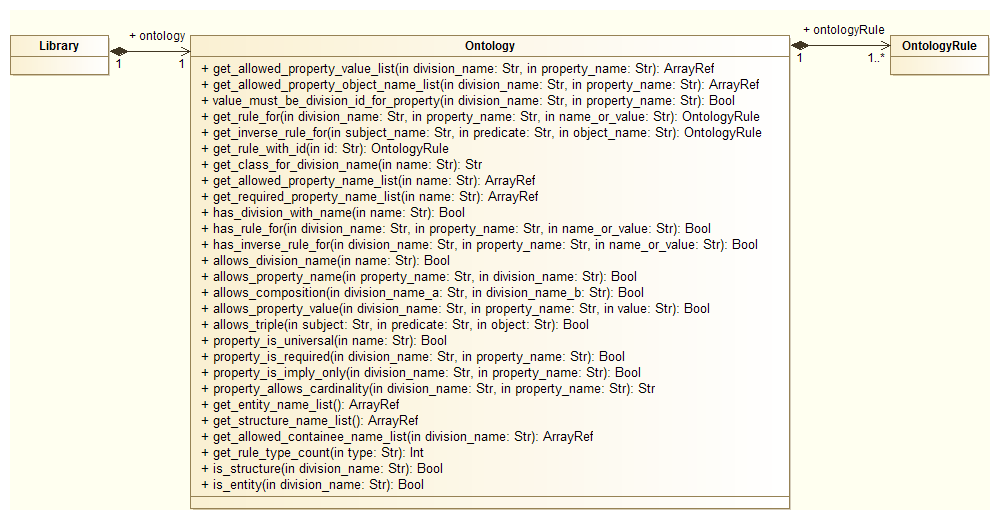 Library
+ ontology
1
1
Ontology
+ get_allowed_property_value_list(in division_name: Str, in property_name: Str): ArrayRef
+ get_allowed_property_object_name_list(in division_name: Str, in property_name: Str): ArrayRef
+ value_must_be_division_id_for_property(in division_name: Str, in property_name: Str): Bool
+ get_rule_for(in division_name: Str, in property_name: Str, in name_or_value: Str): OntologyRule
+ get_inverse_rule_for(in subject_name: Str, in predicate: Str, in object_name: Str): OntologyRule
+ get_rule_with_id(in id: Str): OntologyRule
+ get_class_for_division_name(in name: Str): Str
+ get_allowed_property_name_list(in name: Str): ArrayRef
+ get_required_property_name_list(in name: Str): ArrayRef
+ has_division_with_name(in name: Str): Bool
+ has_rule_for(in division_name: Str, in property_name: Str, in name_or_value: Str): Bool
+ has_inverse_rule_for(in division_name: Str, in property_name: Str, in name_or_value: Str): Bool
+ allows_division_name(in name: Str): Bool
+ allows_property_name(in property_name: Str, in division_name: Str): Bool
+ allows_composition(in division_name_a: Str, in division_name_b: Str): Bool
+ allows_property_value(in division_name: Str, in property_name: Str, in value: Str): Bool
+ allows_triple(in subject: Str, in predicate: Str, in object: Str): Bool
+ property_is_universal(in name: Str): Bool
+ property_is_required(in division_name: Str, in property_name: Str): Bool
+ property_is_imply_only(in division_name: Str, in property_name: Str): Bool
+ property_allows_cardinality(in division_name: Str, in property_name: Str): Str
+ get_entity_name_list(): ArrayRef
+ get_structure_name_list(): ArrayRef
+ get_allowed_containee_name_list(in division_name: Str): ArrayRef
+ get_rule_type_count(in type: Str): Int
+ is_structure(in division_name: Str): Bool
+ is_entity(in division_name: Str): Bool
+ ontologyRule
1
1..*
OntologyRule